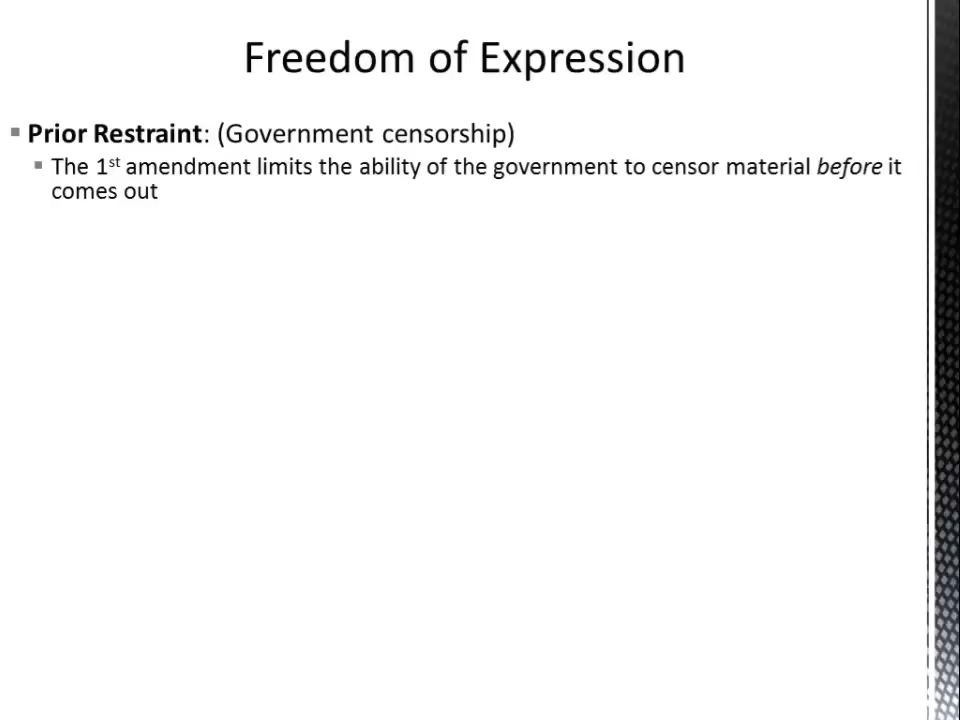 Freedom of Expression
▪ Prior Restraint: (Government censorship)
▪ The 1st amendment limits the ability of the government to censor material before it
comes out